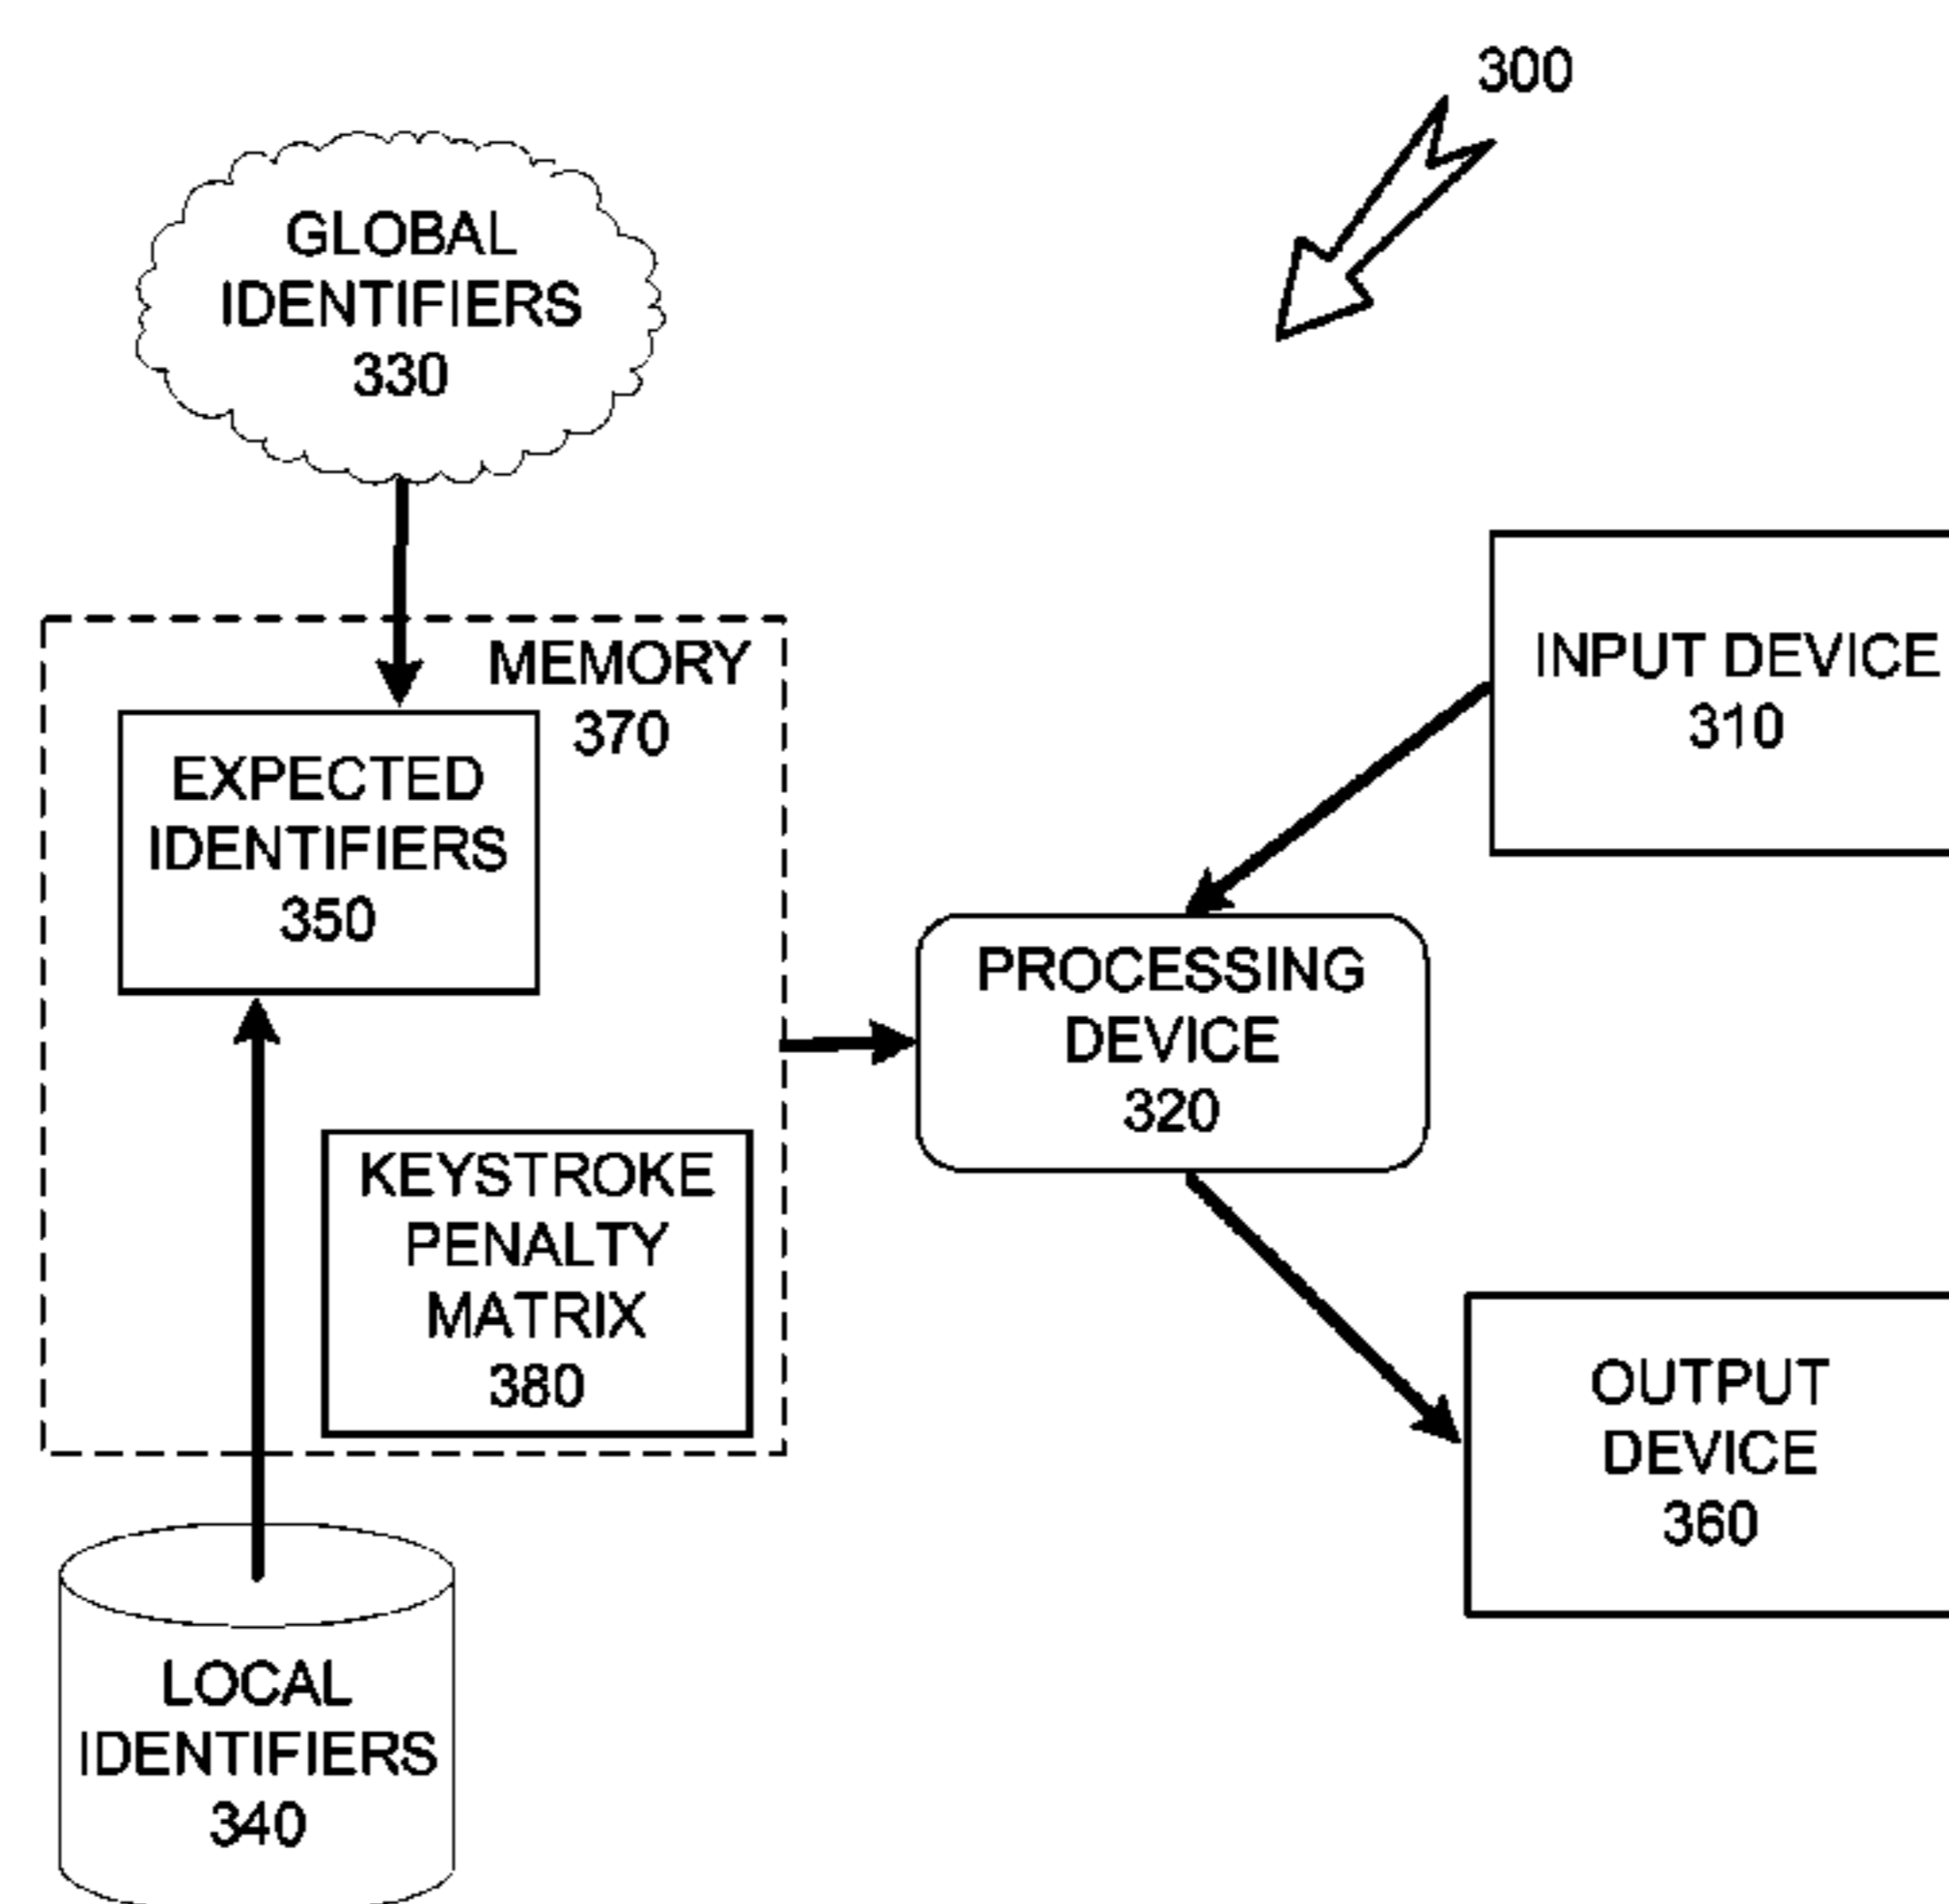 300
GLOBAL
IDENTIFIERS
330
MEMORY
370
EXPECTED
IDENTIFIERS
350
INPUT DEVICE
310
PROCESSING
DEVICE
320
KEYSTROKE
PENALTY
MATRIX
380
OUTPUT
DEVICE
360
LOCAL
IDENTIFIERS
340